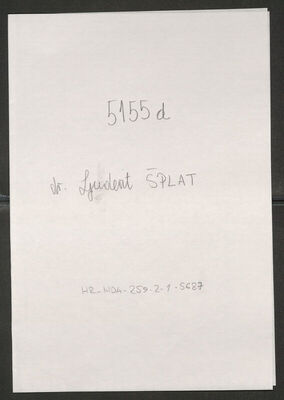 5155 d
dr. Ljudevit ŠPLAT
HR-HDA-259-2-1-5687